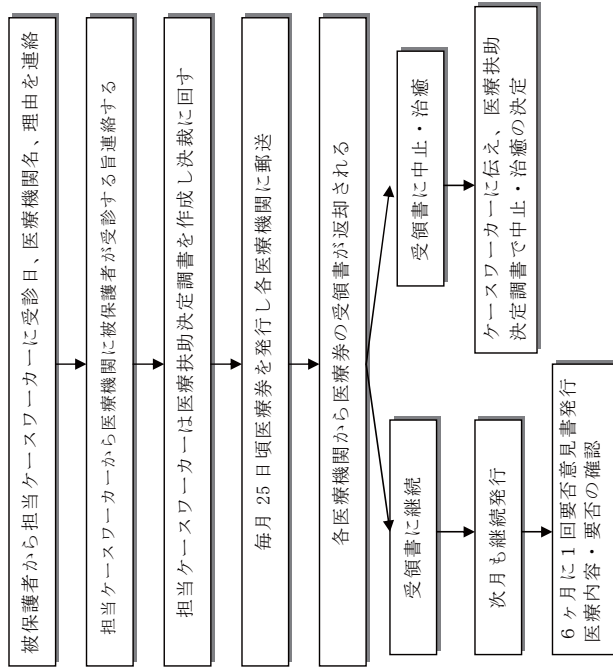 被保護者から担当ケースワーカーに受診日、医療機関名、理由を連絡
担当ケースワーカーから医療機関に被保護者が受診する旨連絡する
担当ケースワーカーは医療扶助決定調書を作成し決裁に回す
毎月 25 日頃医療券を発行し各医療機関に郵送
各医療機関から医療券の受領書が返却される
受領書に継続
次月も継続発行
6 ヶ月に 1 回要否意見書発行
医療内容・要否の確認
受領書に中止・治癒
ケースワーカーに伝え、医療扶助
決定調書で中止・治癒の決定